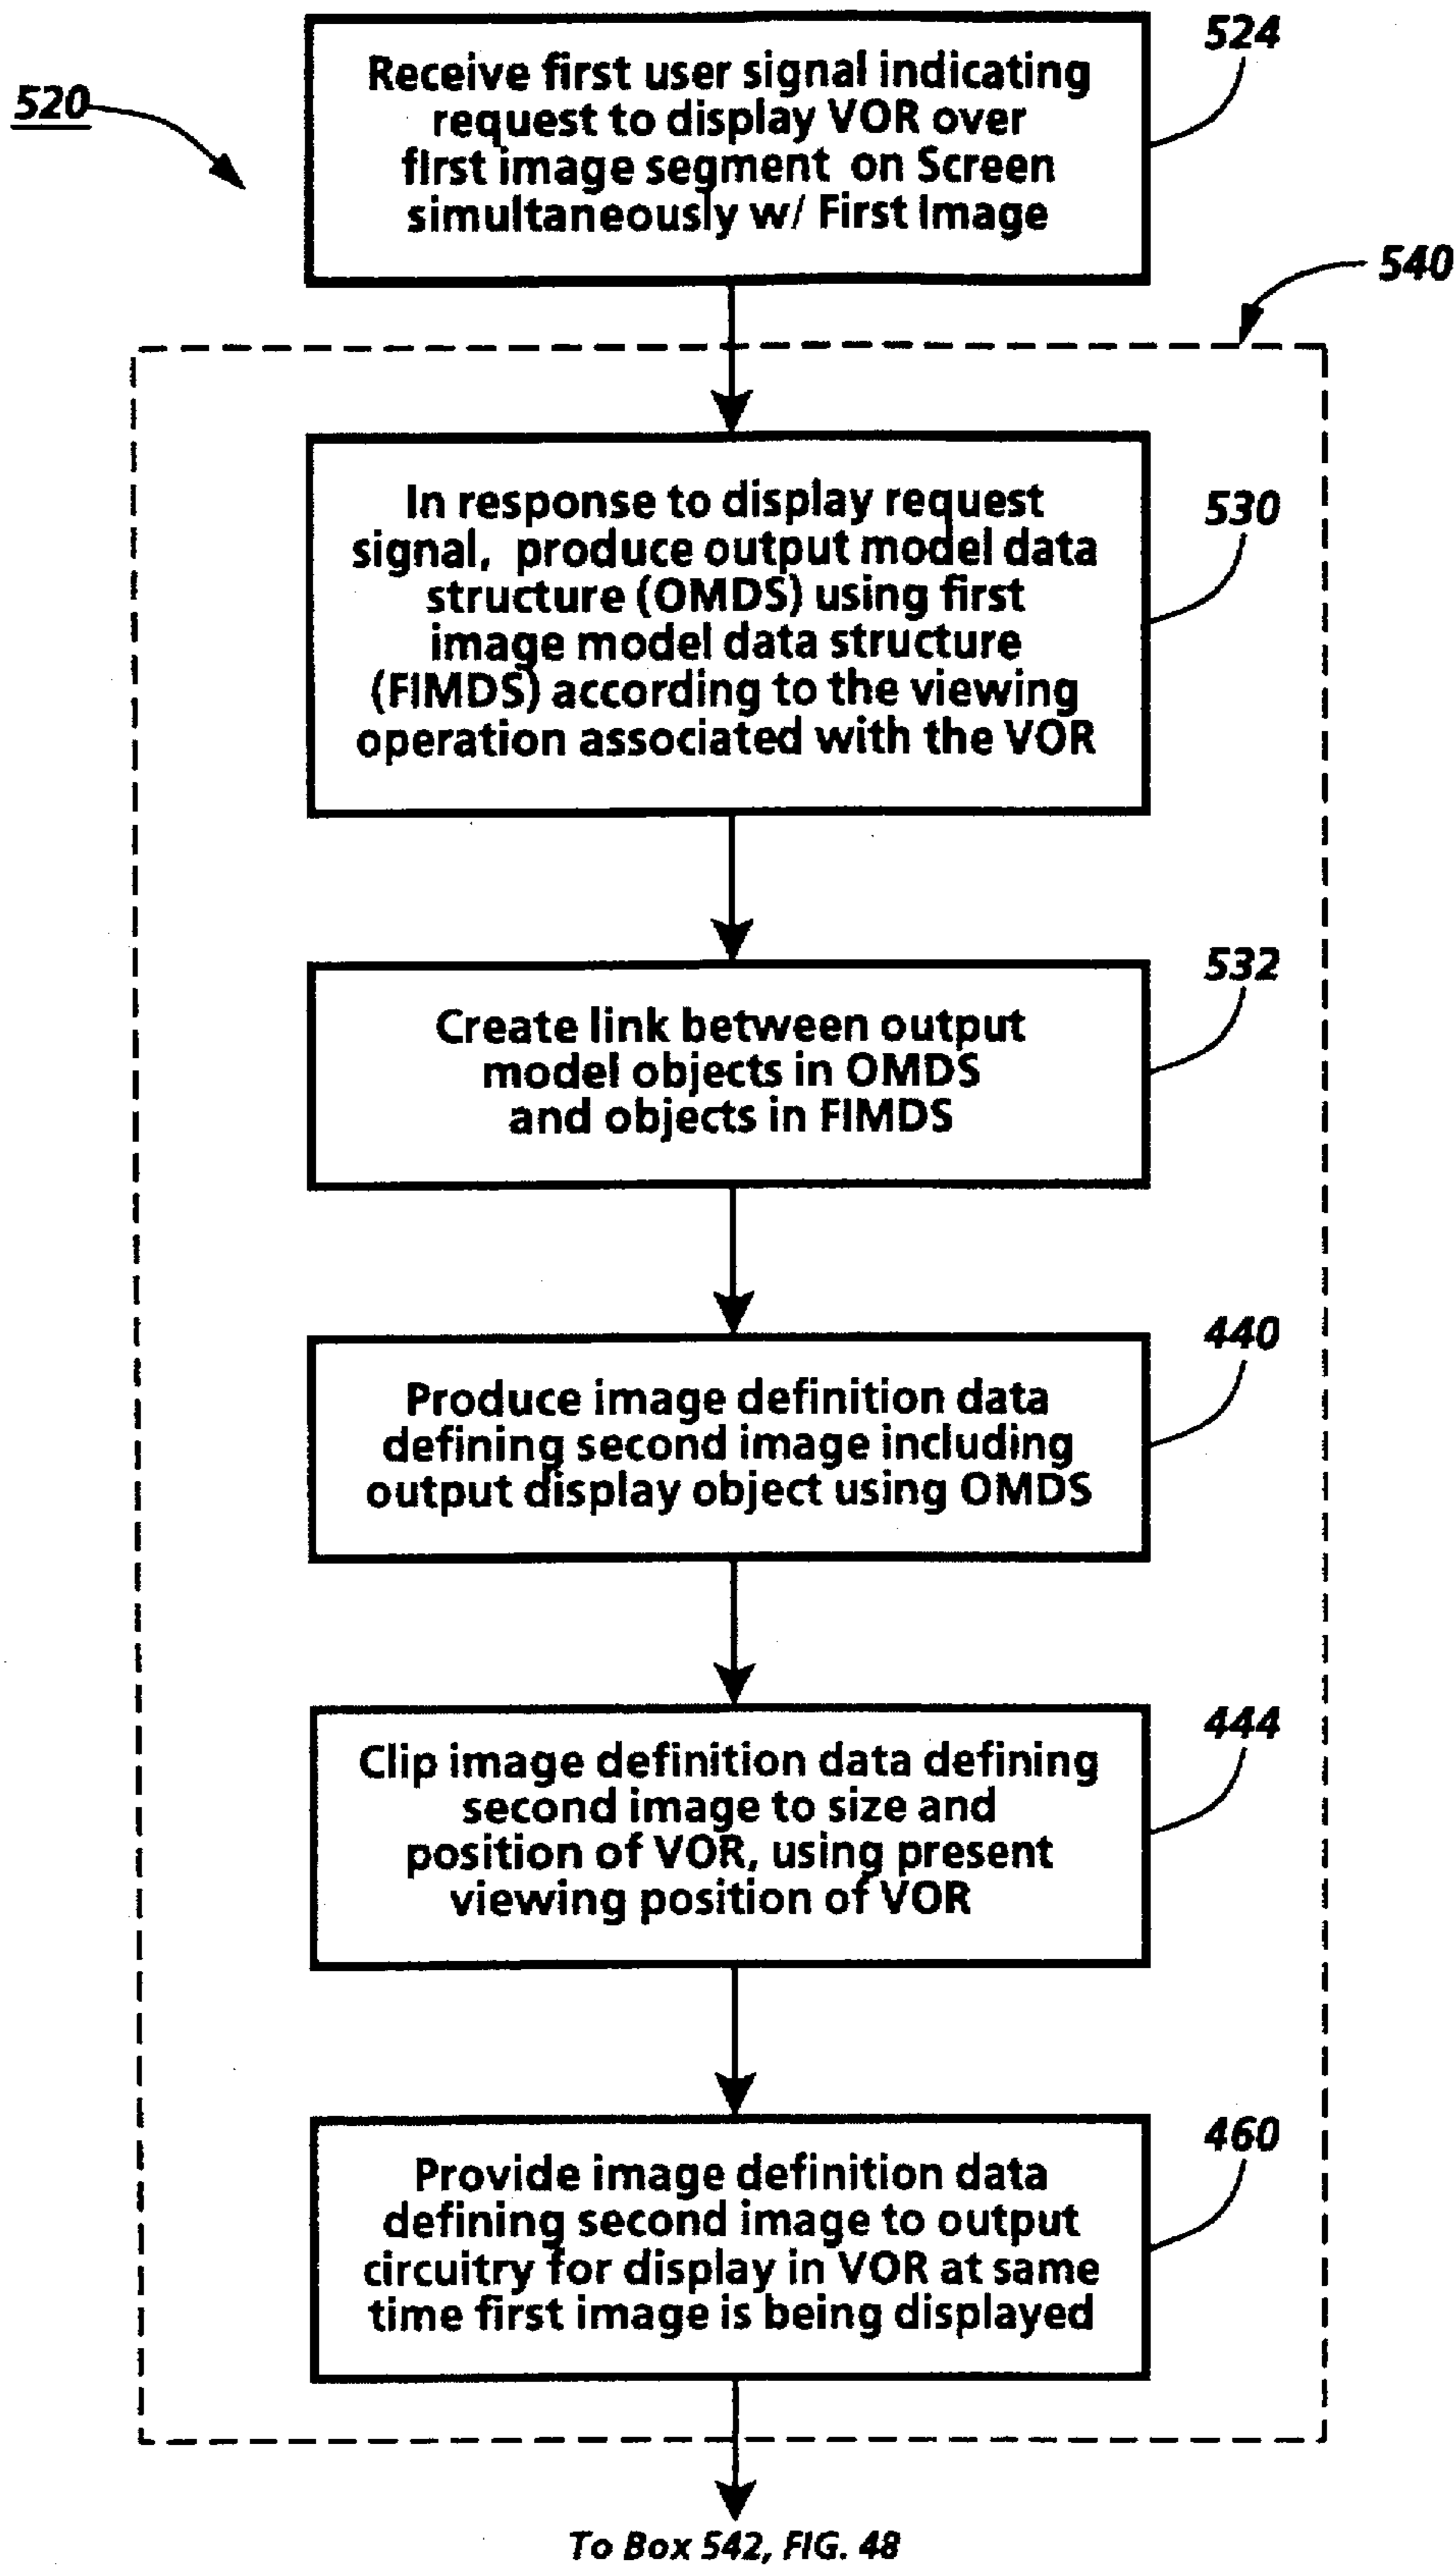 524
520
Receive first user signal indicating
request to display VOR over
first image segment on Screen
simultaneously w/ First Image
540
530
In response to display request
signal, produce output model data
structure (OMDS) using first
image model data structure
(FIMDS) according to the viewing
operation associated with the VOR
532
Create link between output
model objects in OMDS
and objects in FIMDS
440
Produce image definition data
defining second image including
output display object using OMDS
444
Clip image definition data defining
second image to size and
position of VOR, using present
viewing position of VOR
460
Provide image definition data
defining second image to output
circuitry for display in VOR at same
time first image is being displayed
To Box 542, FIG. 48